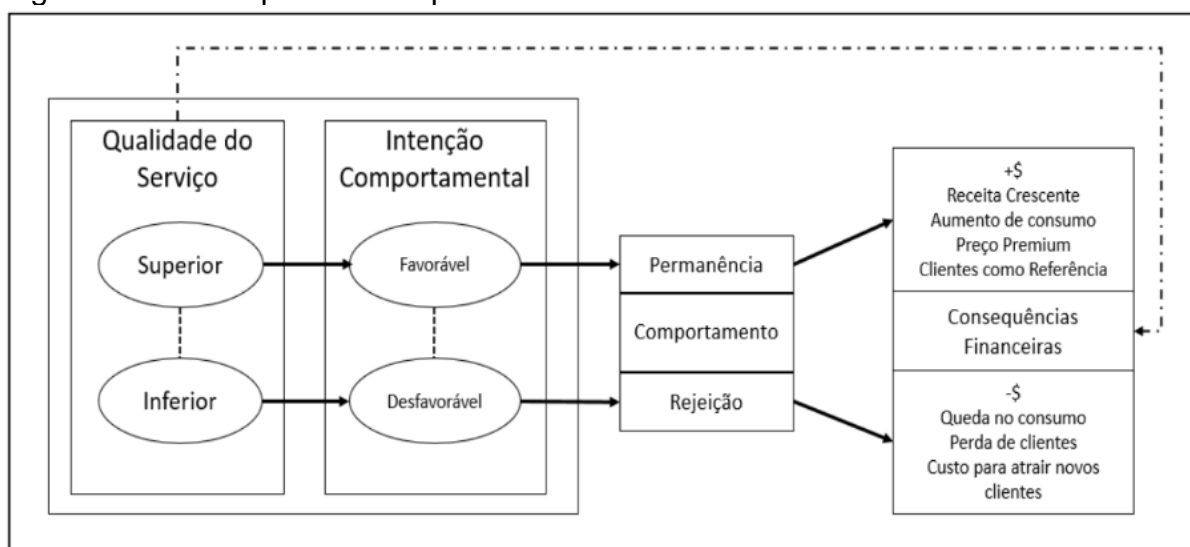 Qualidade do
Serviço
Superior
Inferior
Intenção
Comportamental
Favorável
Desfavorável
Permanência
Comportamento
Rejeição
+$
Receita Crescente
Aumento de consumo
Preço Premium
Clientes como Referência
Consequências
Financeiras
-$
Queda no consumo
Perda de clientes
Custo para atrair novos
clientes